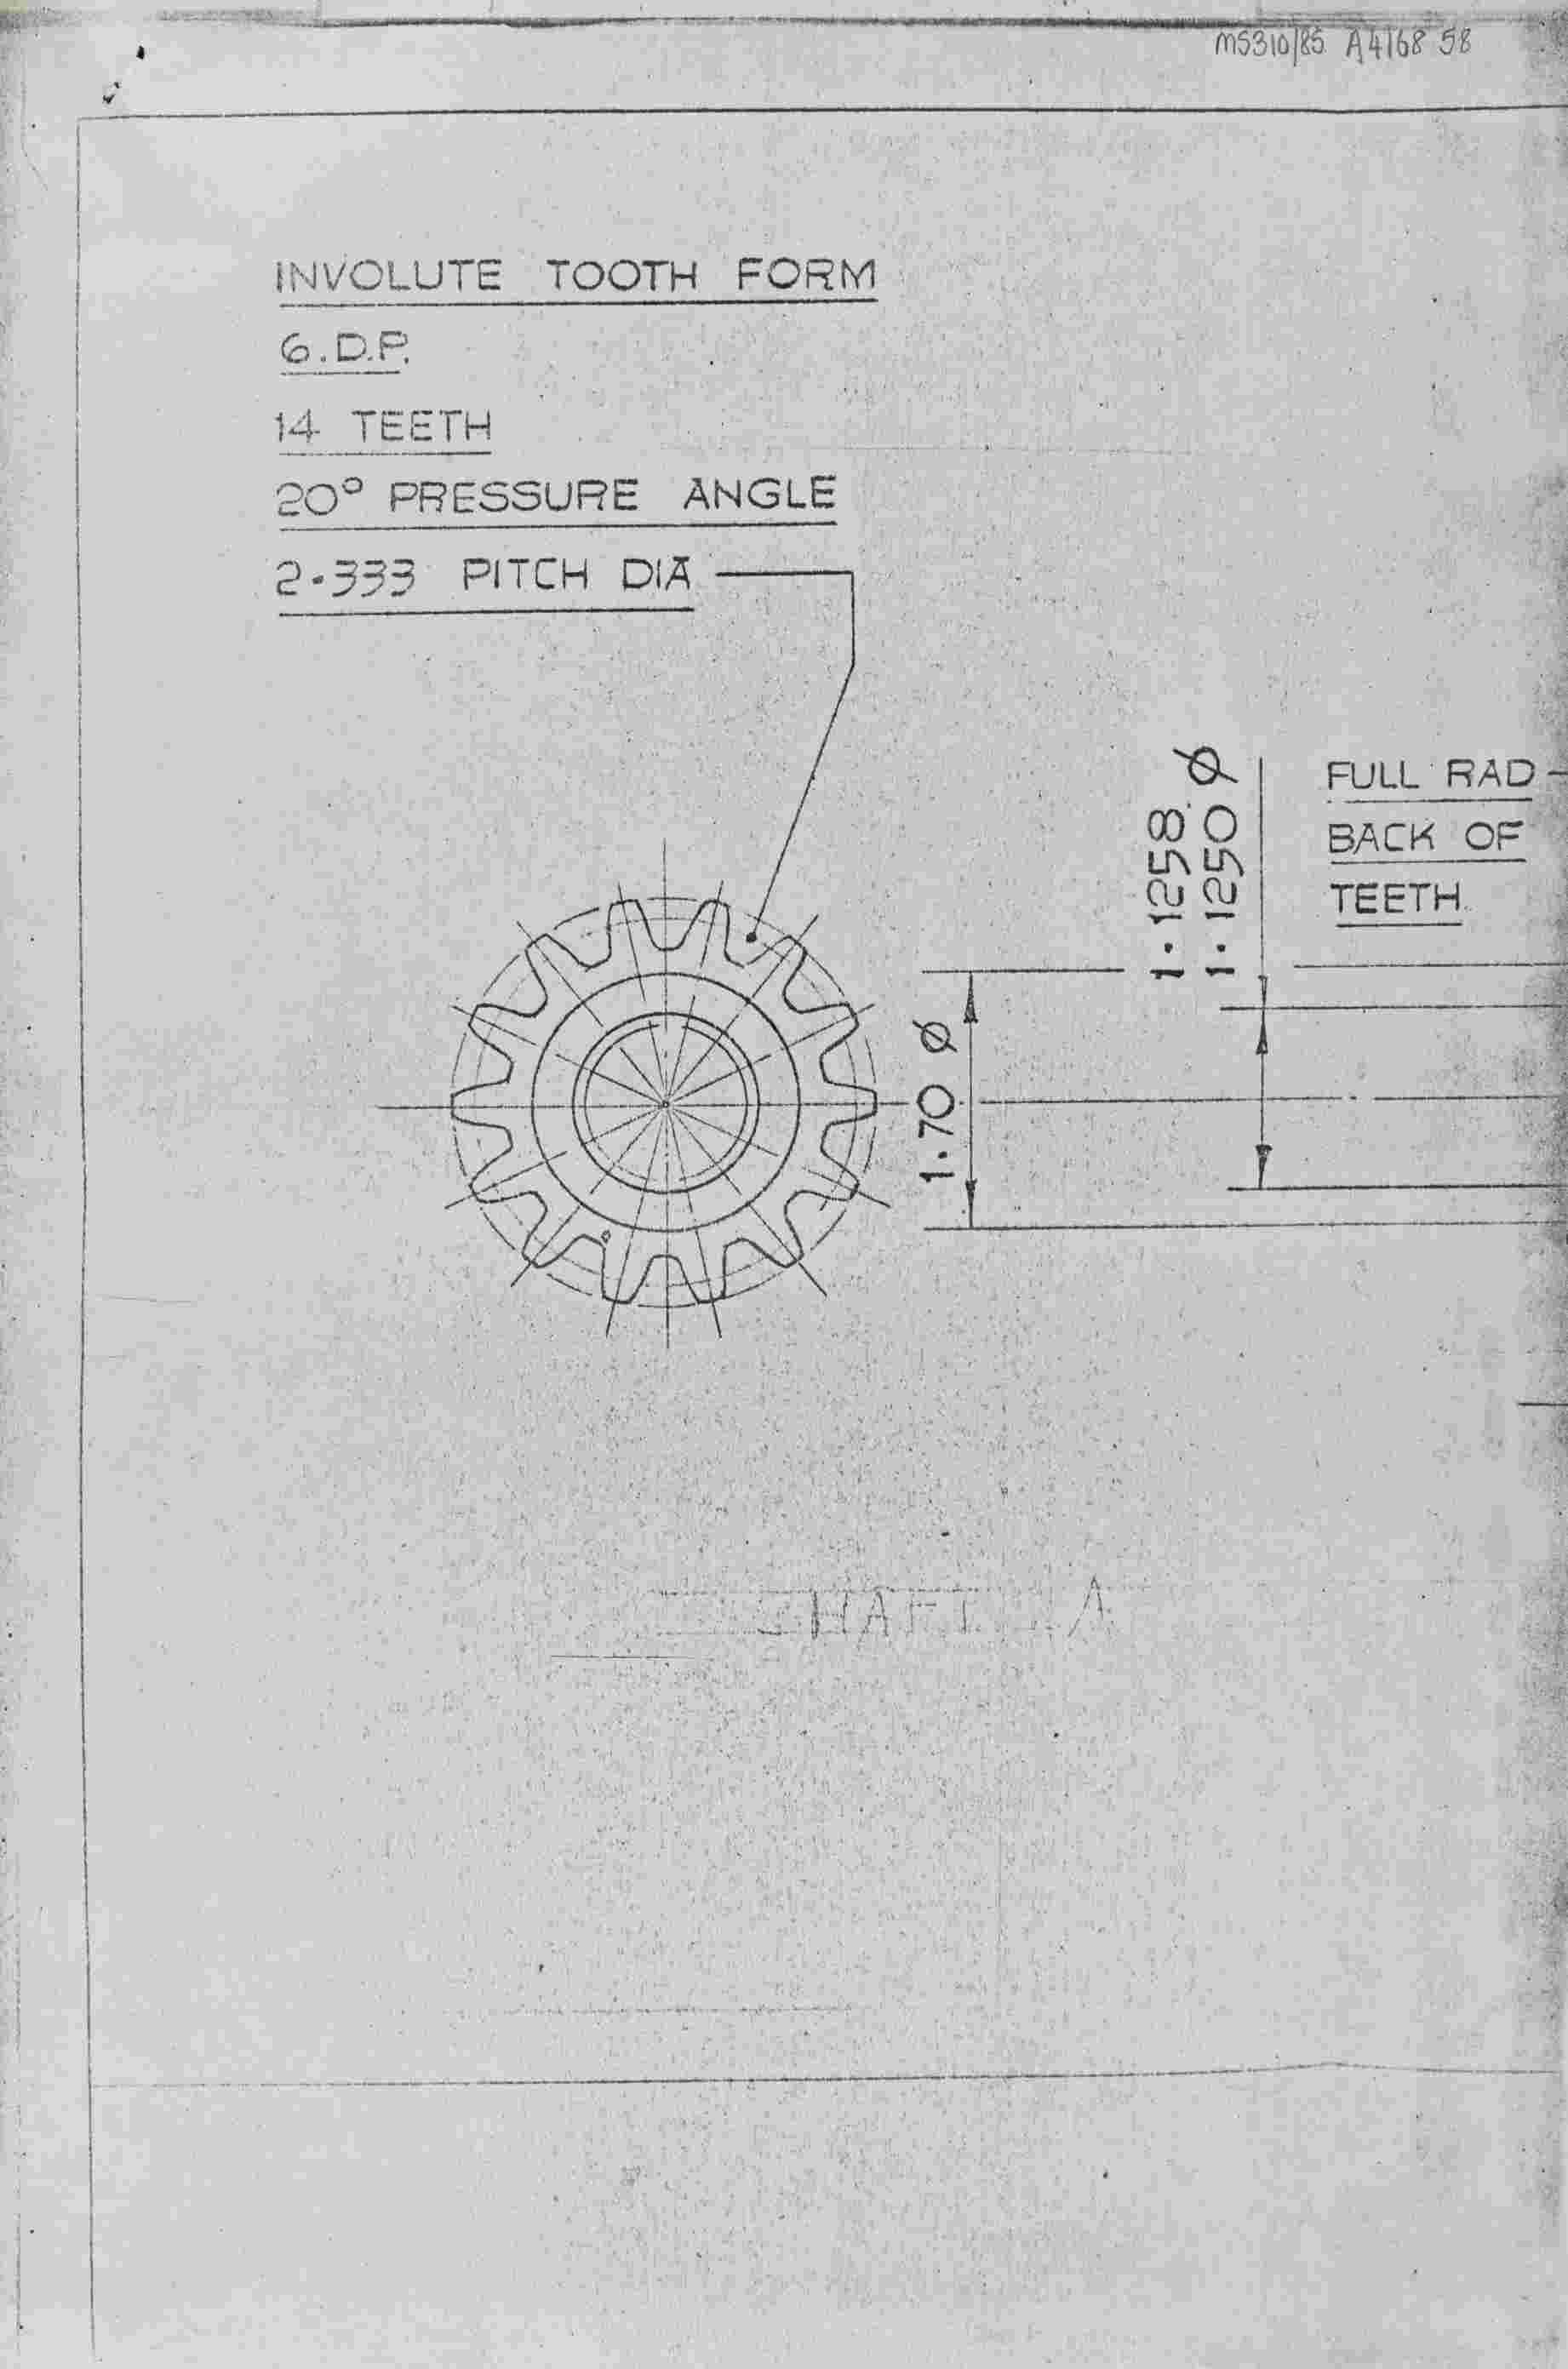 MS310/85 A4168 58
INVOLUTE TOOTH FORM
6.D.P.
14 TEETH
20° PRESSURE ANGLE
2.333 PITCH DIA
1.1258
1.1250 Ø
FULL RAD
BACK OF
TEETH
1.70 Ø